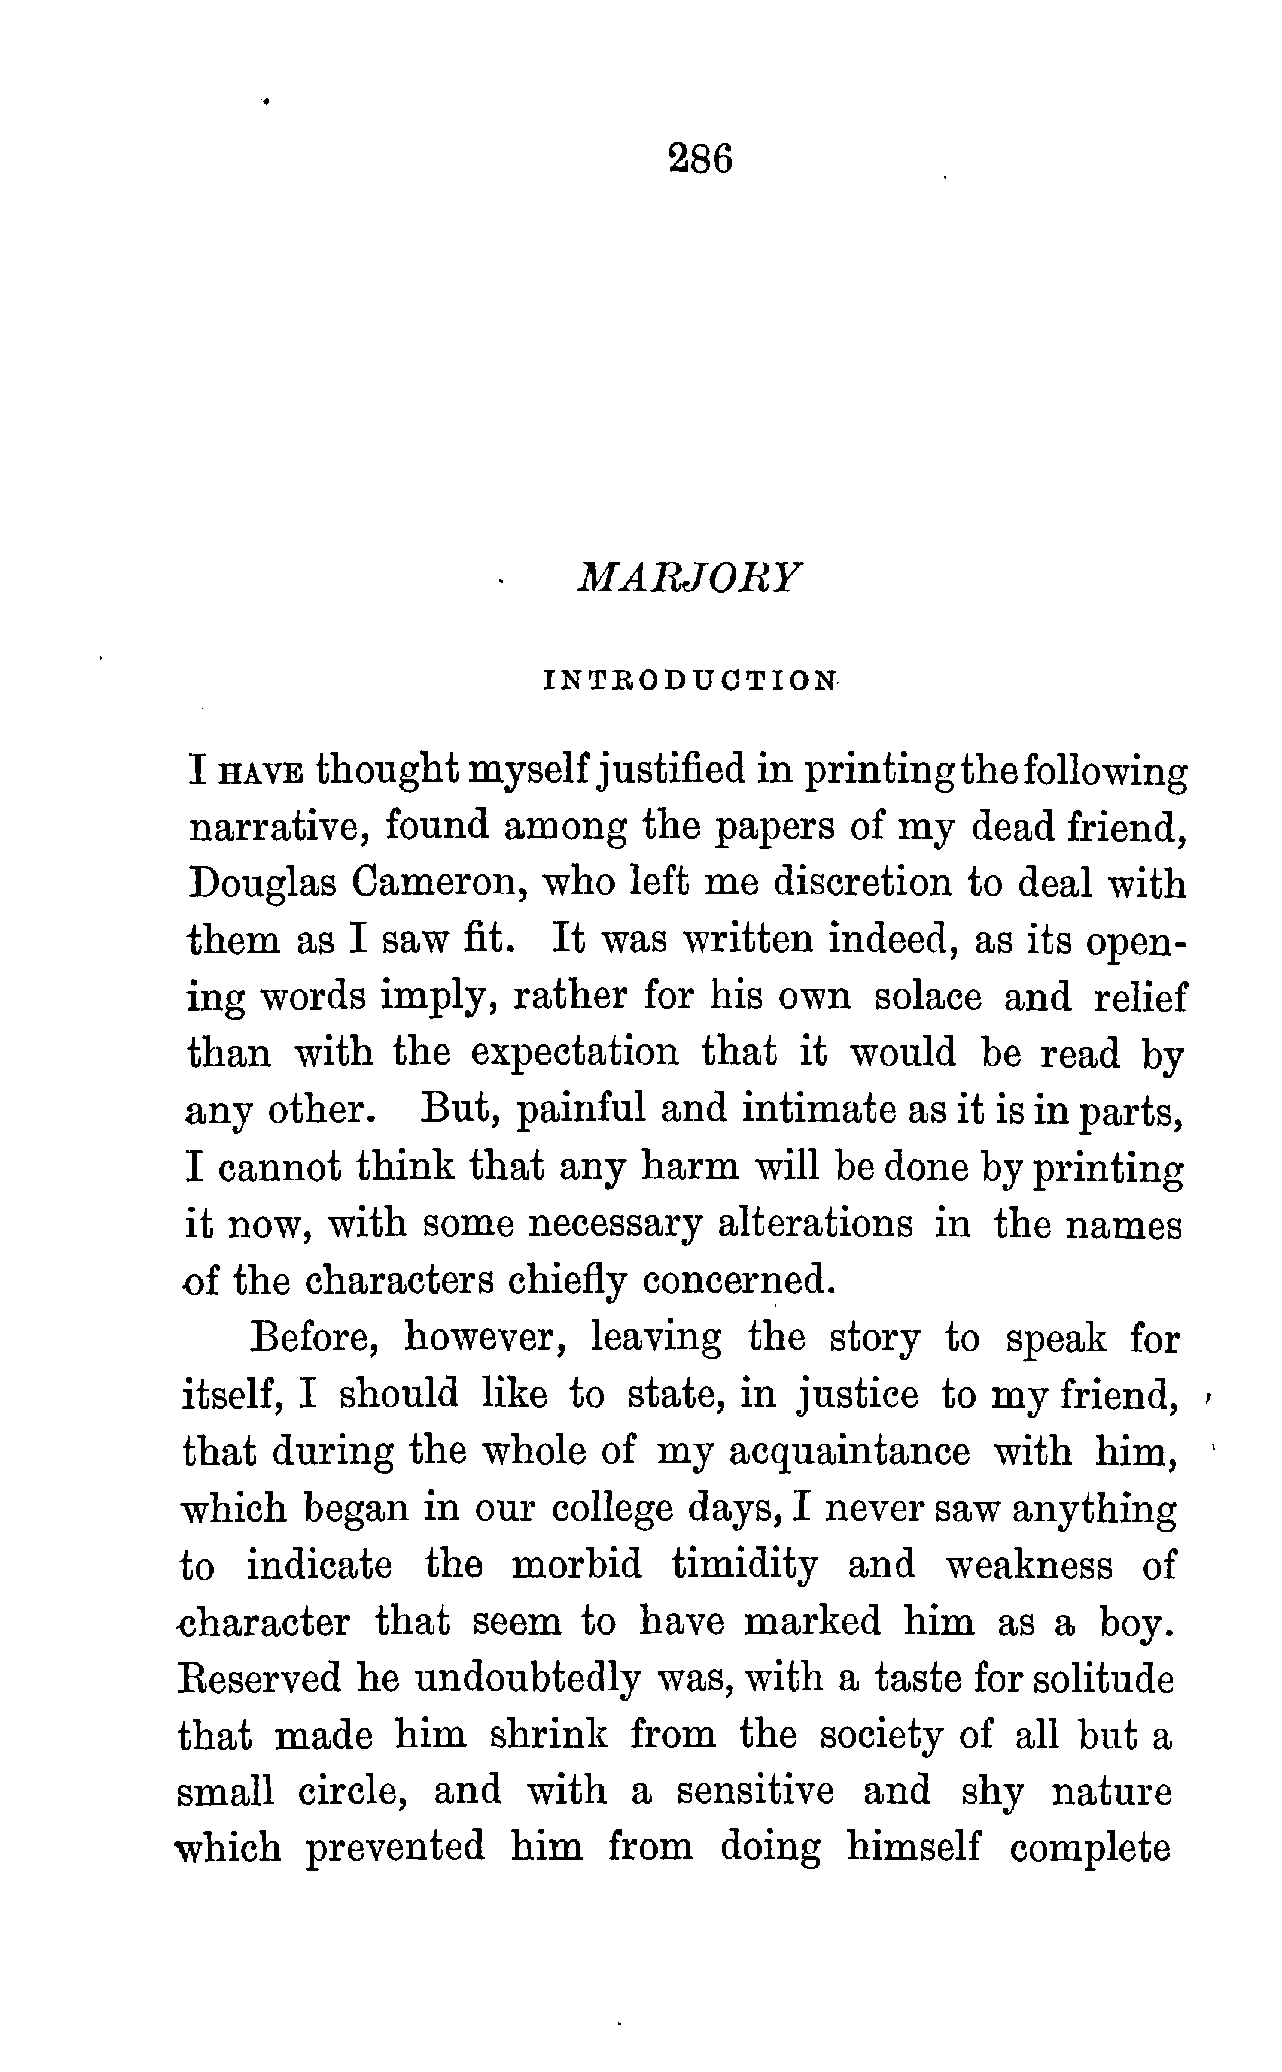 286
MARJORY
INTRODUCTION
I HAVE thought myself justified in printing the following
narrative, found among the papers of my dead friend,
Douglas Cameron, who left me discretion to deal with
them as I saw fit. It was written indeed, as its open-
ing words imply, rather for his own solace and relief
than with the expectation that it would be read by
any other. But, painful and intimate as it is in parts,
I cannot think that any harm will be done by printing
it now, with some necessary alterations in the names
of the characters chiefly concerned.
Before, however, leaving the story to speak for
itself, I should like to state, in justice to my friend,
that during the whole of my acquaintance with him,
which began in our college days, I never saw anything
to indicate the morbid timidity and weakness of
character that seem to have marked him as a boy.
Reserved he undoubtedly was, with a taste for solitude
that made him shrink from the society of all but a
small circle, and with a sensitive and shy nature
which prevented him from doing himself complete